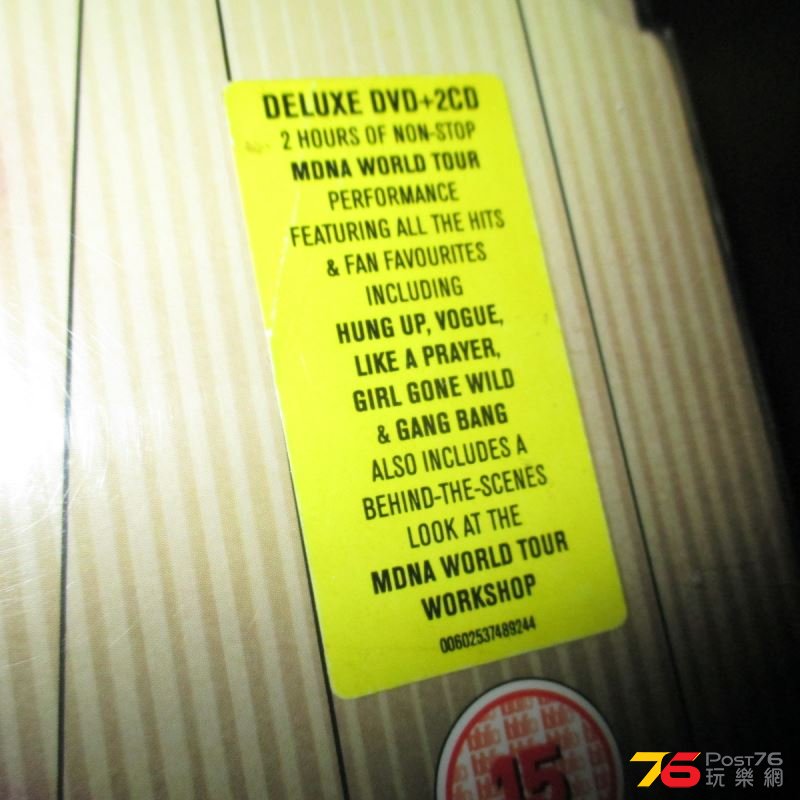 DELUXE DVD+2CD
2 HOURS OF NON-STOP
MDNA WORLD TOUR
PERFORMANCE
FEATURING ALL THE HITS
& FAN FAVOURITES
INCLUDING
HUNG UP, VOGUE,
LIKE A PRAYER,
GIRL GONE WILD
& GANG BANG
ALSO INCLUDES A
BEHIND-THE-SCENES
LOOK AT THE
MDNA WORLD TOUR
WORKSHOP
00602537489244
15
76 POST76
玩樂網